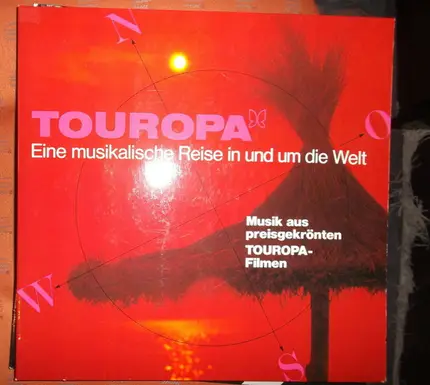 N
TOUROPA
O
Eine musikalische Reise in und um die Welt
Musik aus
preisgekrönten
TOUROPA-
Filmen
W
S